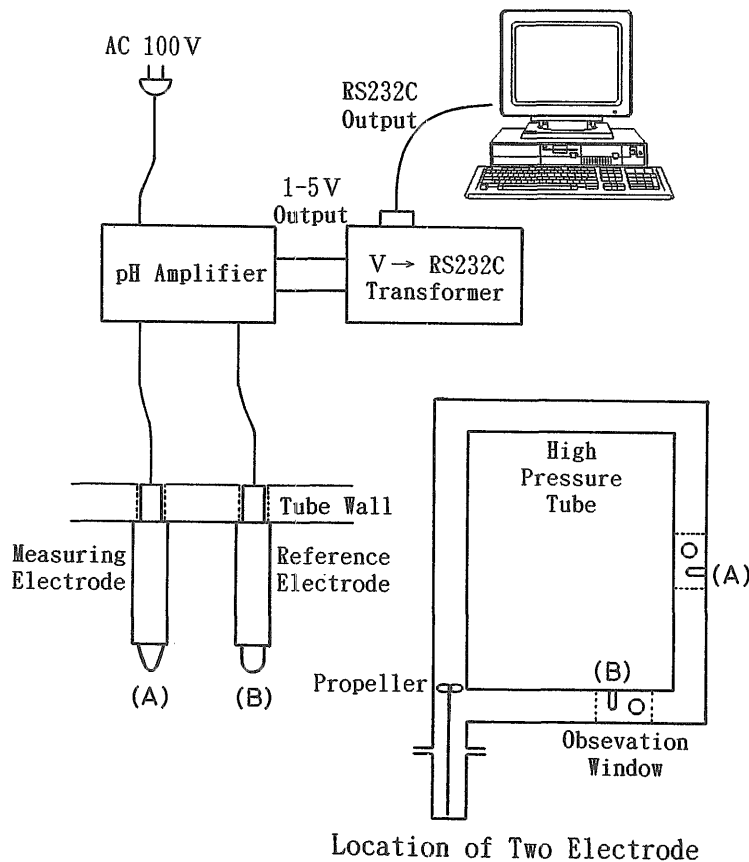 AC 100V
RS232C
Output
1-5V
Output
pH Amplifier
V → RS232C
Transformer
Tube Wall
Measuring
Electrode
Reference
Electrode
(A)
(B)
High
Pressure
Tube
(A)
(B)
Propeller
Obsevation
Window
Location of Two Electrode